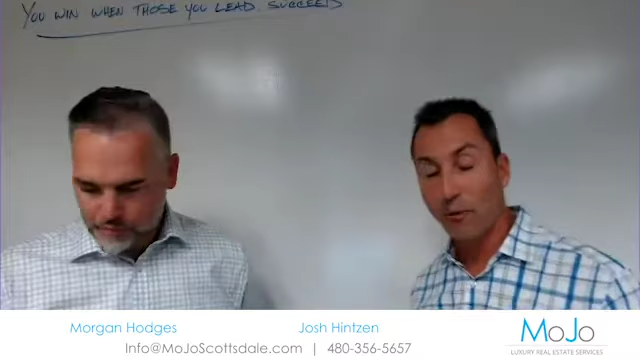 YOU WIN WHEN THOSE YOU LEAD SUCCEEDS
Morgan Hodges
Josh Hintzen
MoJo
Info@MoJoScottsdale.com | 480-356-5657
LUXURY REAL ESTATE SERVICES